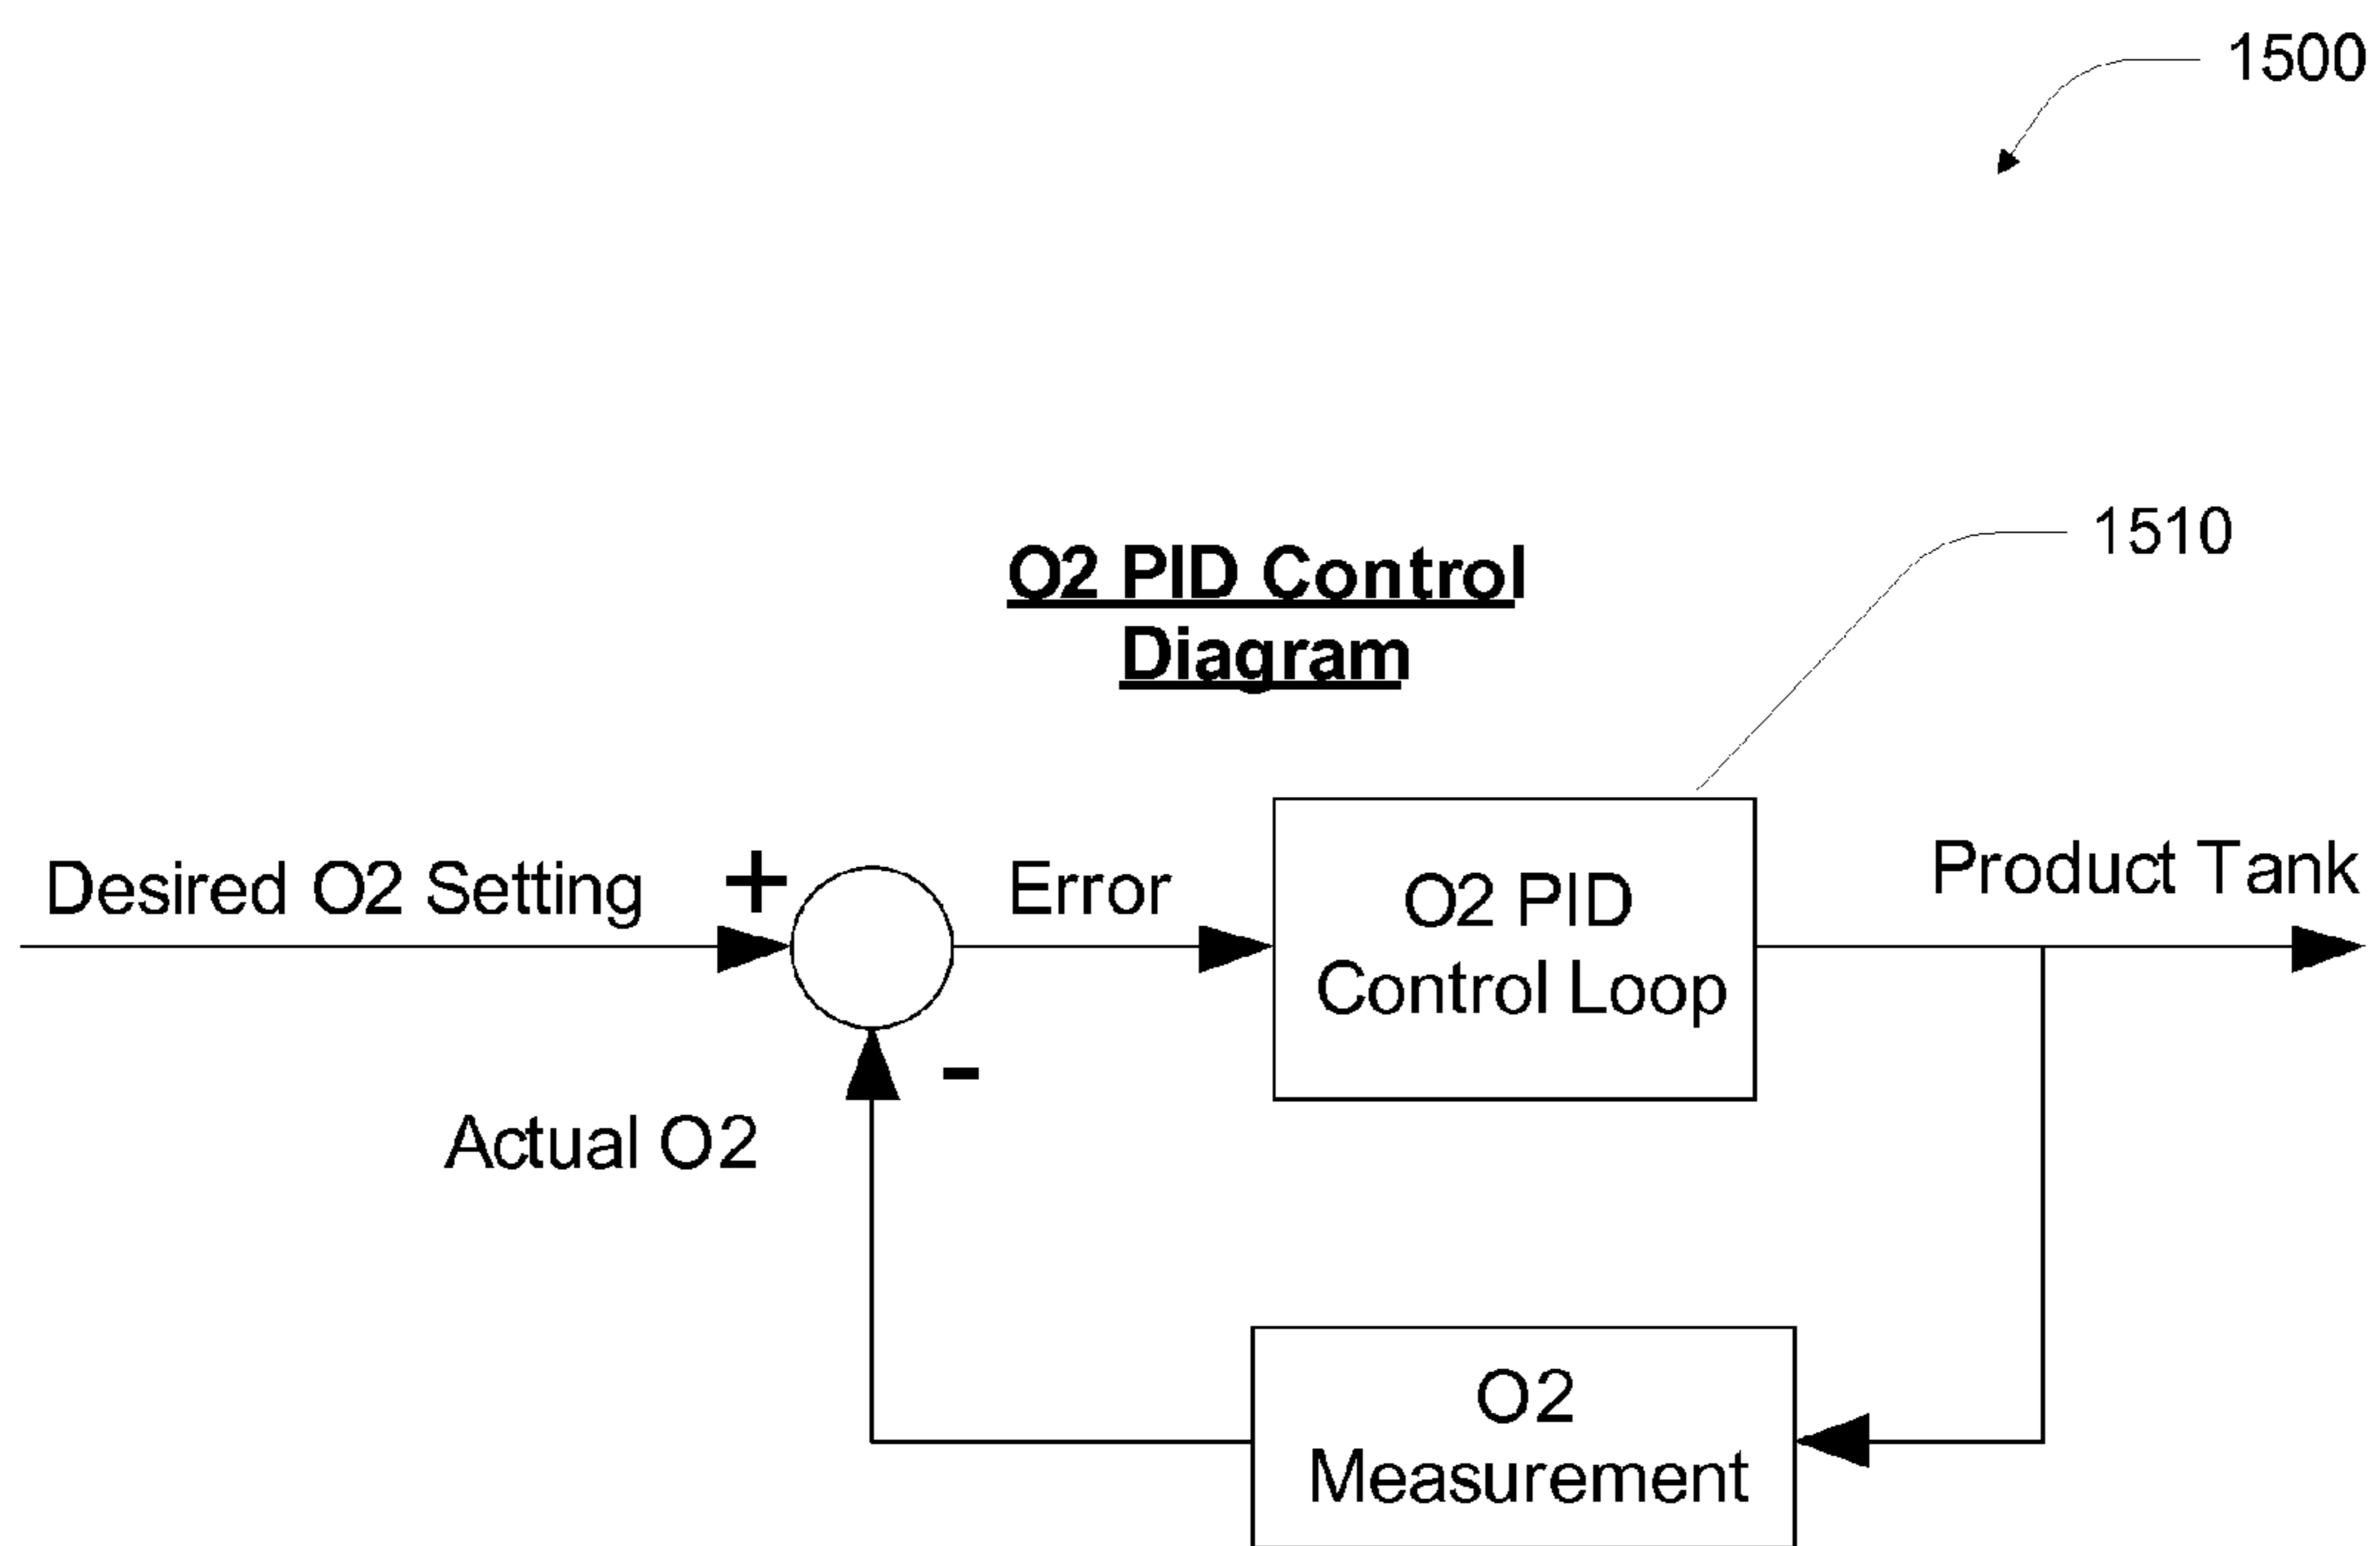 1500
1510
O2 PID Control
Diagram
Desired O2 Setting
+
Error
O2 PID
Control Loop
Product Tank
-
Actual O2
O2
Measurement